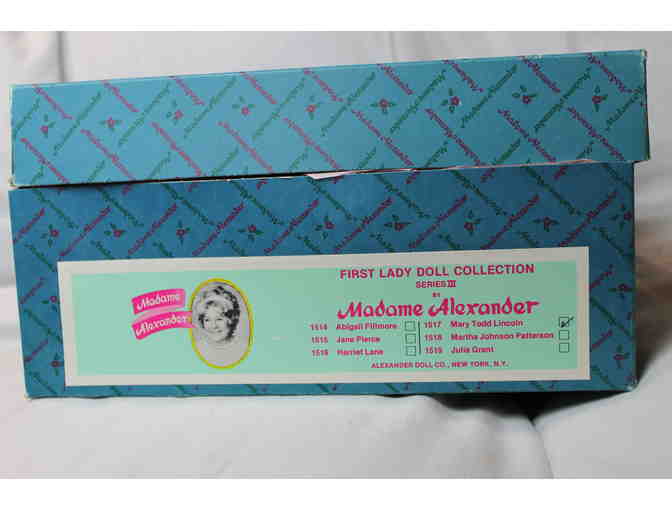 Madame
Alexander
FIRST LADY DOLL COLLECTION
SERIES III
BY
Madame Alexander
1514 Abigail Fillmore
1515 Jane Pierce
1516 Harriet Lane
1517 Mary Todd Lincoln
1518 Martha Johnson Patterson
1519 Julia Grant
ALEXANDER DOLL CO., NEW YORK, N.Y.